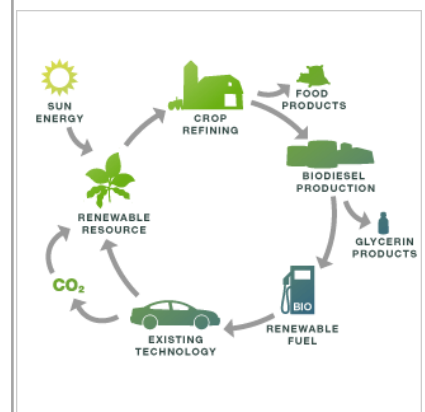 SUN
ENERGY
CROP
REFINING
FOOD
PRODUCTS
BIODIESEL
PRODUCTION
GLYCERIN
PRODUCTS
BIO
RENEWABLE
FUEL
EXISTING
TECHNOLOGY
CO₂
RENEWABLE
RESOURCE